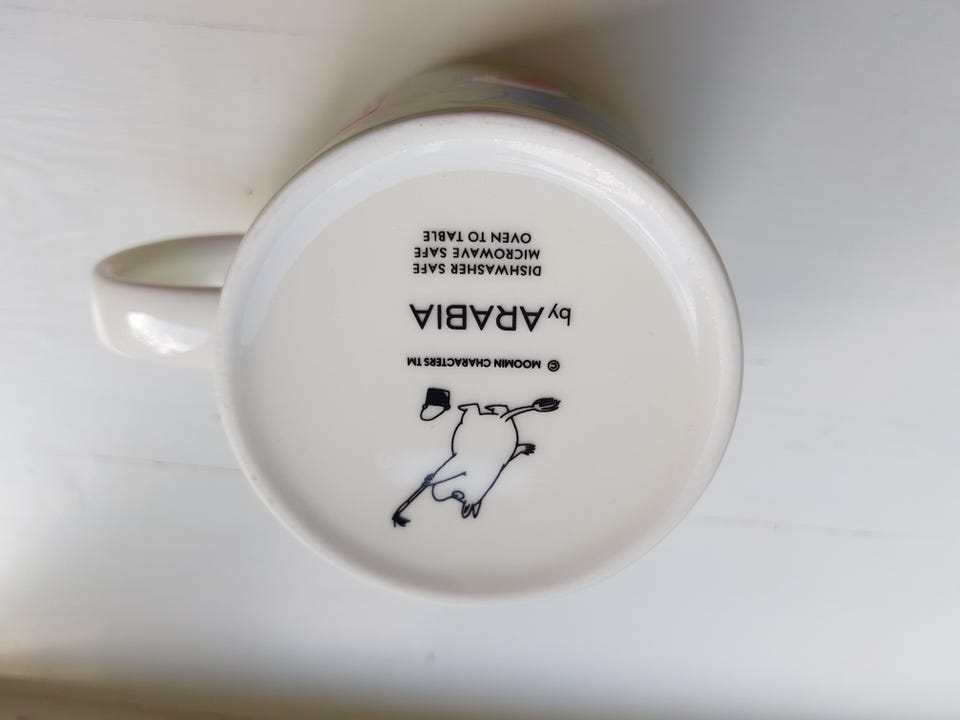 © MOOMIN CHARACTERS TM
by ARABIA
DISHWASHER SAFE
MICROWAVE SAFE
OVEN TO TABLE